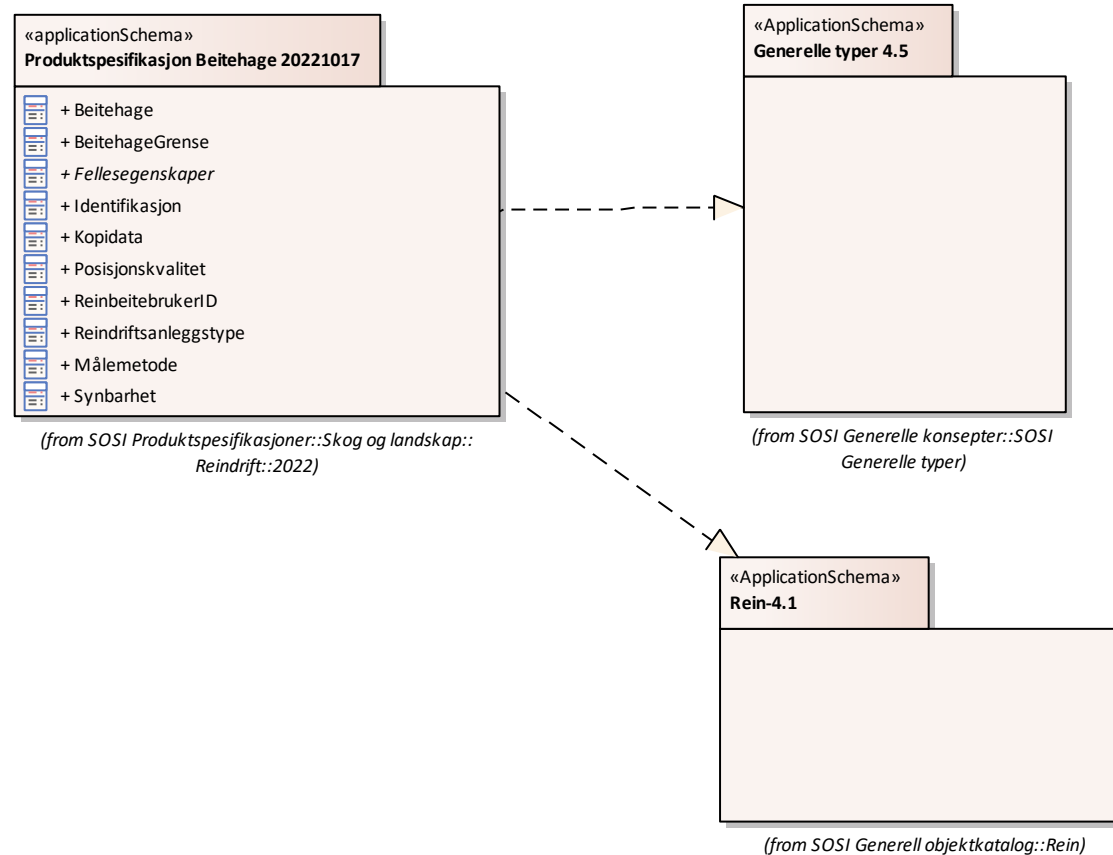 «applicationSchema»
Produktspesifikasjon Beitehage 20221017
+ Beitehage
+ BeitehageGrense
+ Fellesegenskaper
+ Identifikasjon
+ Kopidata
+ Posisjonskvalitet
+ ReinbeitebrukerID
+ Reindriftsanleggstype
+ Målemetode
+ Synbarhet
(from SOSI Produktspesifikasjoner::Skog og landskap::
Reindrift::2022)
«ApplicationSchema»
Generelle typer 4.5
(from SOSI Generelle konsepter::SOSI
Generelle typer)
«ApplicationSchema»
Rein-4.1
(from SOSI Generell objektkatalog::Rein)